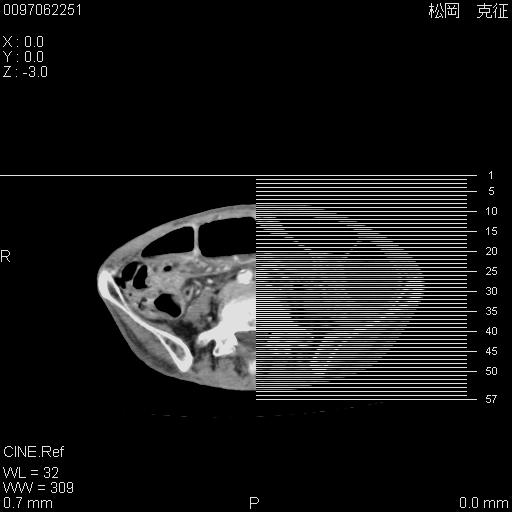 0097062251
松岡 克征
X : 0.0
Y : 0.0
Z : -3.0
1
5
10
15
20
R
25
30
35
40
45
50
57
CINE.Ref
WL = 32
WW = 309
0.7 mm
P
0.0 mm